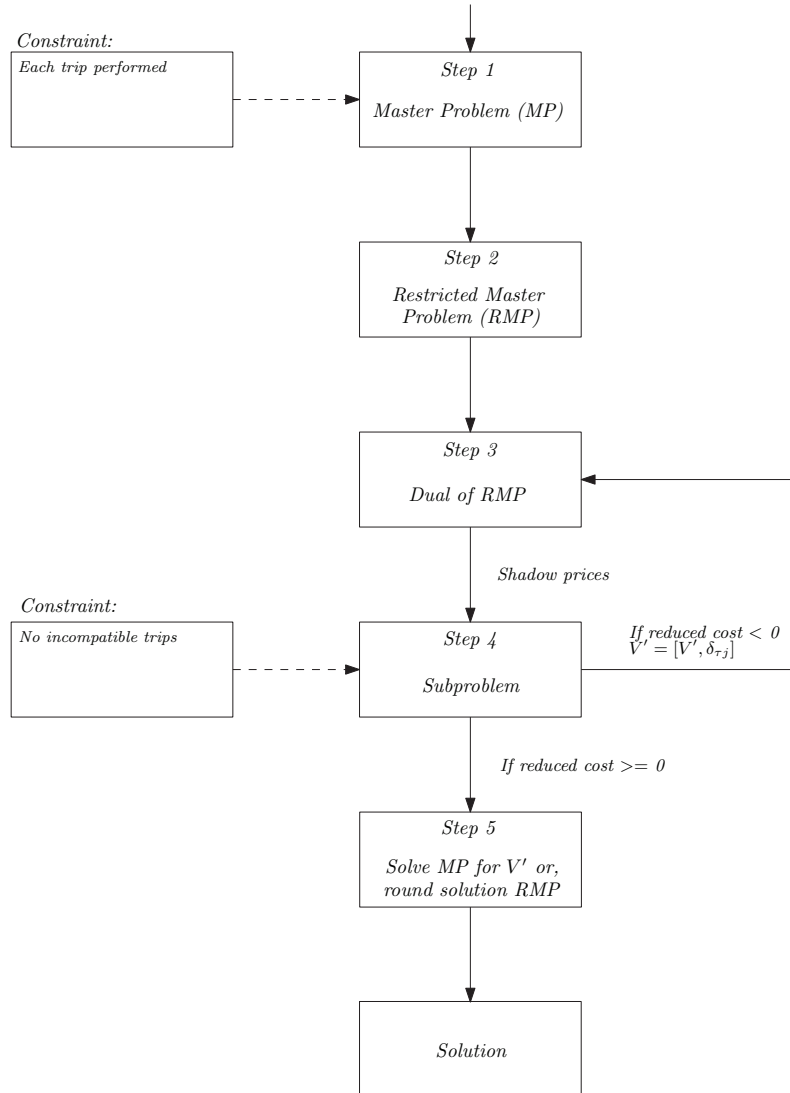 Constraint:
Each trip performed
Step 1
Master Problem (MP)
Step 2
Restricted Master
Problem (RMP)
Step 3
Dual of RMP
Shadow prices
Constraint:
No incompatible trips
Step 4
Subproblem
If reduced cost < 0
V′ = [V′, δτj]
If reduced cost >= 0
Step 5
Solve MP for V′ or,
round solution RMP
Solution